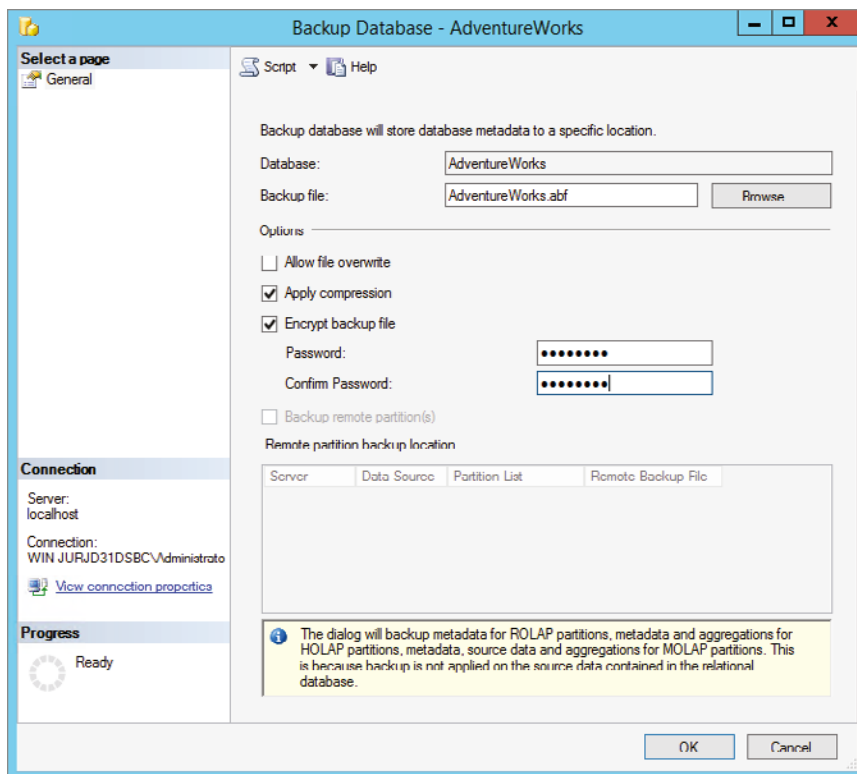 Backup Database - AdventureWorks
Select a page
General
Script
Help
Backup database will store database metadata to a specific location.
Database:
AdventureWorks
Backup file:
AdventureWorks.abf
Browse
Options
Allow file overwrite
Apply compression
Encrypt backup file
Password:
●●●●●●●●
Confirm Password:
●●●●●●●●
Backup remote partition(s)
Remote partition backup location
Server
Data Source
Partition List
Remote Backup File
Connection
Server:
localhost
Connection:
WIN JURJD31DSBC\Administrato
View connection properties
Progress
Ready
The dialog will backup metadata for ROLAP partitions, metadata and aggregations for
HOLAP partitions, metadata, source data and aggregations for MOLAP partitions. This
is because backup is not applied on the source data contained in the relational
database.
OK
Cancel